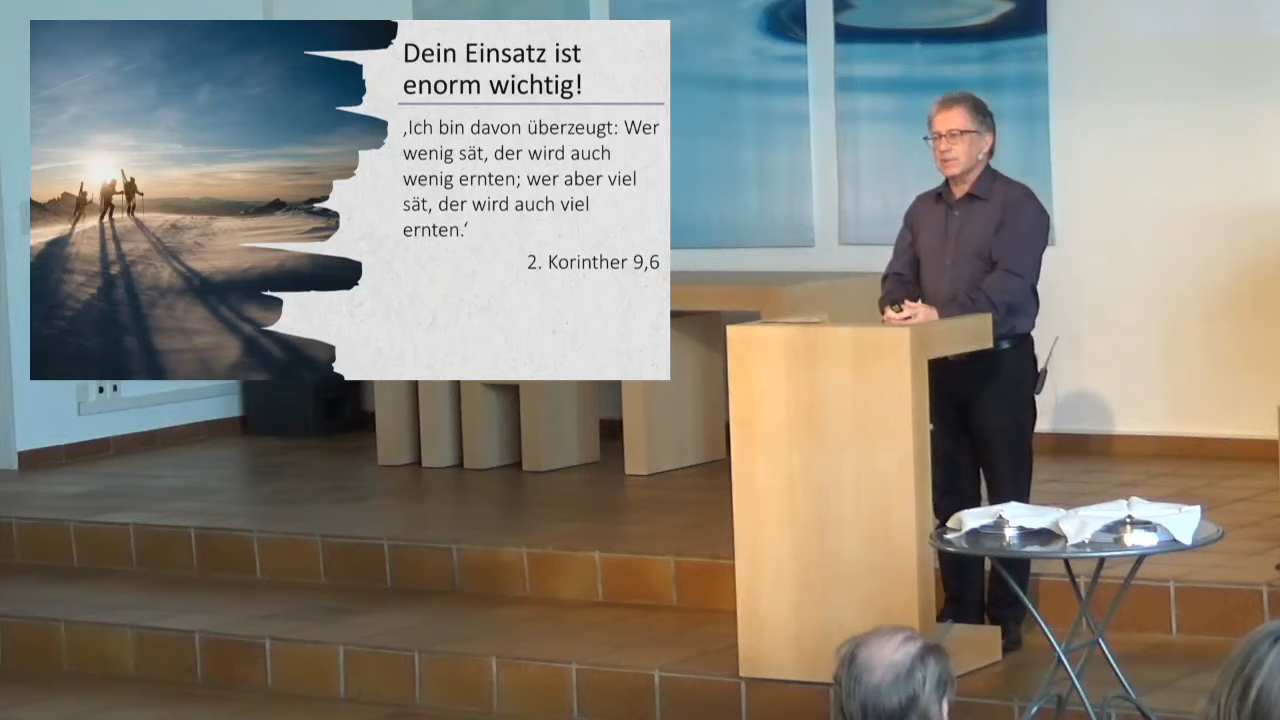 Dein Einsatz ist
enorm wichtig!
‚Ich bin davon überzeugt: Wer
wenig sät, der wird auch
wenig ernten; wer aber viel
sät, der wird auch viel
ernten.‘
2. Korinther 9,6